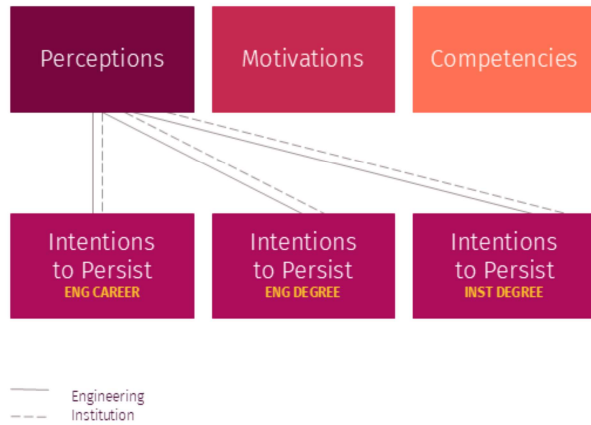 Perceptions
Motivations
Competencies
Intentions
to Persist
ENG CAREER
Intentions
to Persist
ENG DEGREE
Intentions
to Persist
INST DEGREE
Engineering
Institution